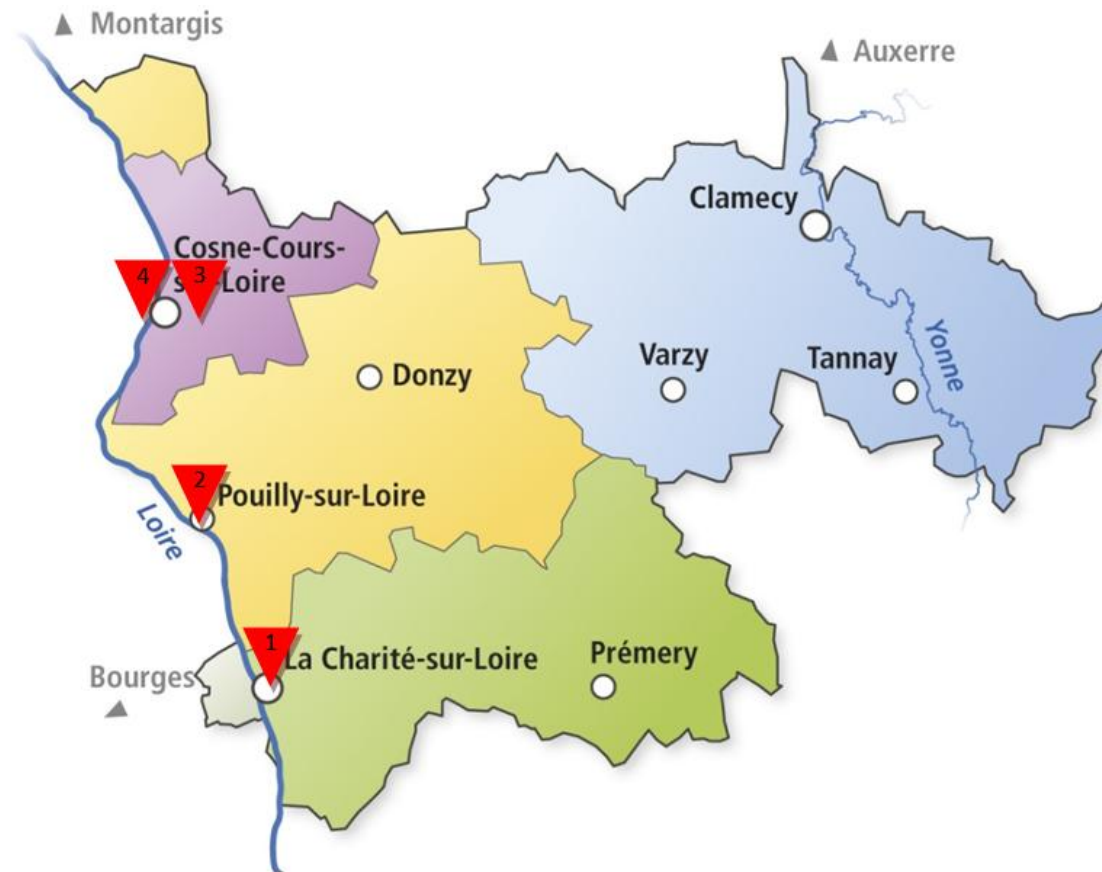 Montargis
Auxerre
Clamecy
Cosne-Cours-
4
3
s -Loire
Yonne
Varzy
Tannay
Donzy
2
Pouilly-sur-Loire
Loire
1
La Charité-sur-Loire
Prémery
Bourges